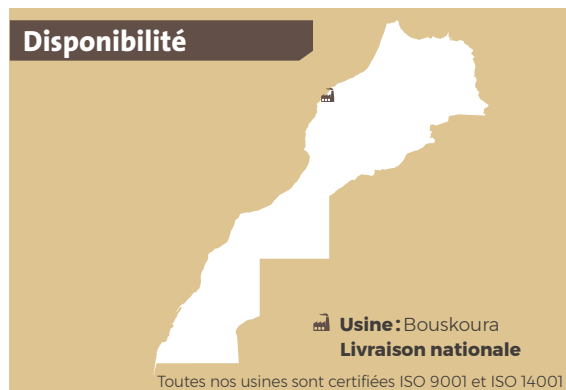 Disponibilité
Usine : Bouskoura
Livraison nationale
Toutes nos usines sont certifiées ISO 9001 et ISO 14001